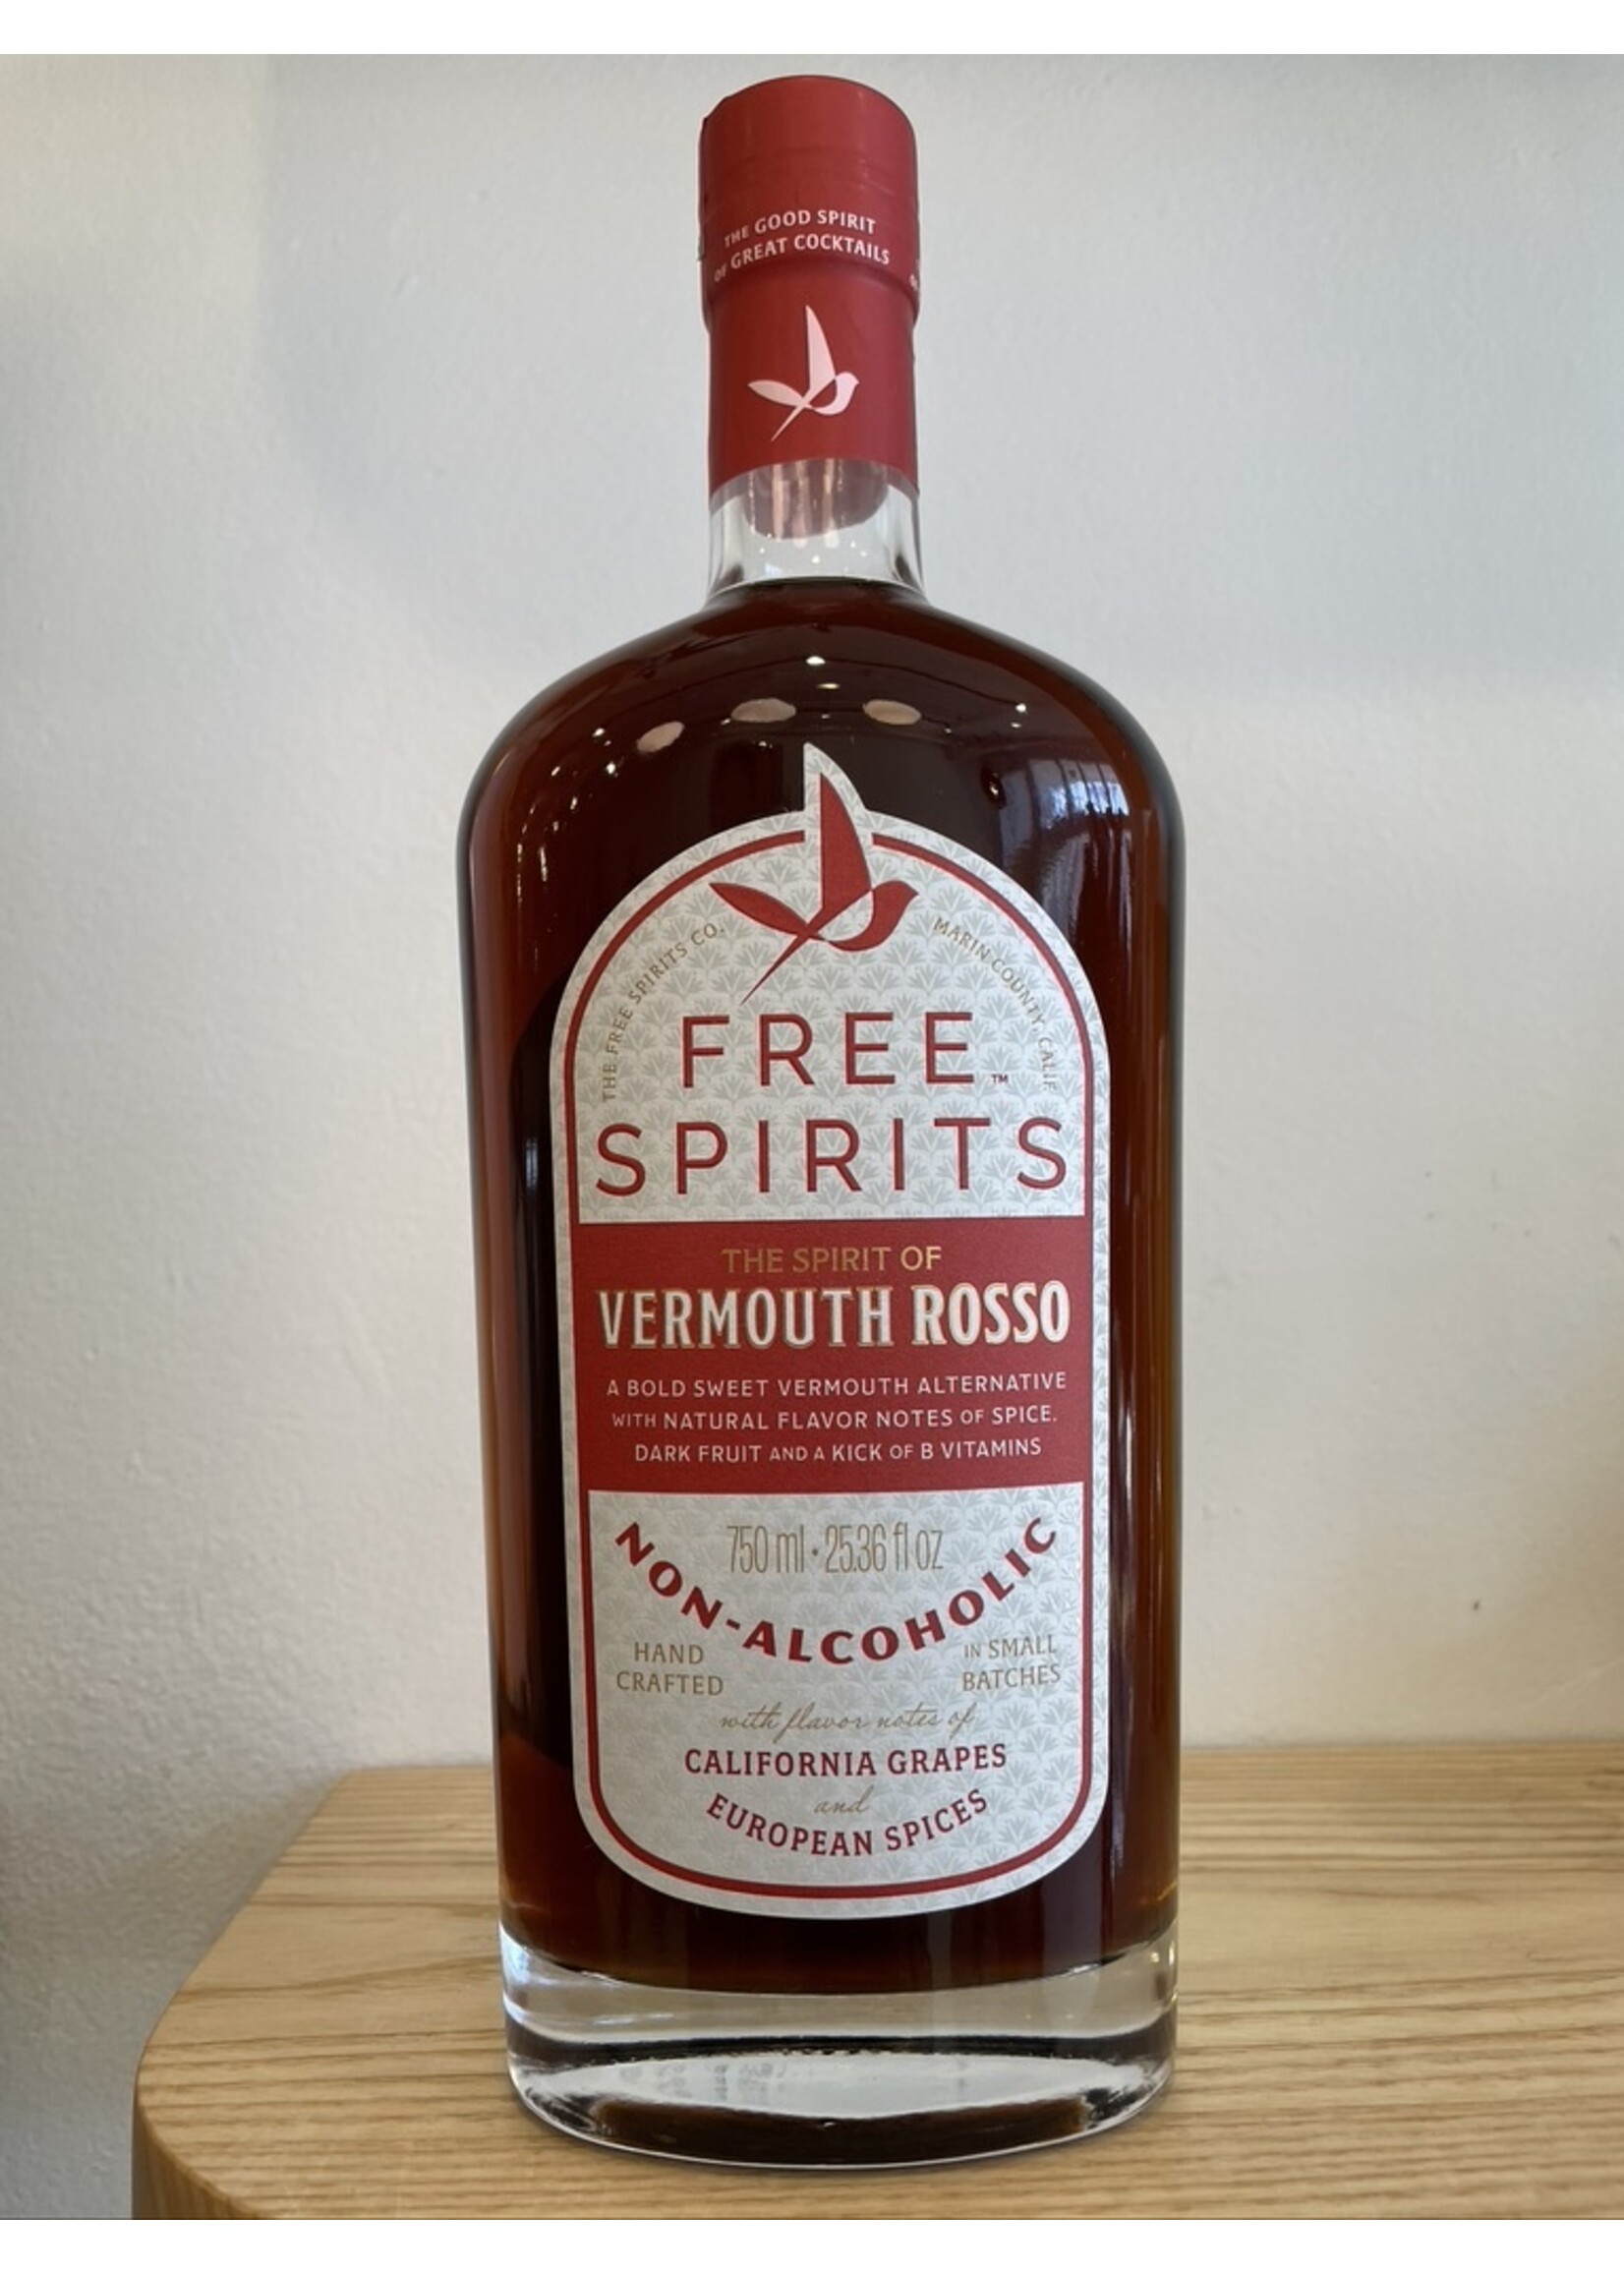 THE GOOD SPIRIT
OF GREAT COCKTAILS
THE FREE SPIRITS CO.
MARIN COUNTY, CALIF.
FREE
SPIRITS™
THE SPIRIT OF
VERMOUTH ROSSO
A BOLD SWEET VERMOUTH ALTERNATIVE
WITH NATURAL FLAVOR NOTES OF SPICE,
DARK FRUIT AND A KICK OF B VITAMINS
750 ml • 25.36 fl oz
NON-ALCOHOLIC
HAND
CRAFTED
IN SMALL
BATCHES
with flavor notes of
CALIFORNIA GRAPES
and
EUROPEAN SPICES